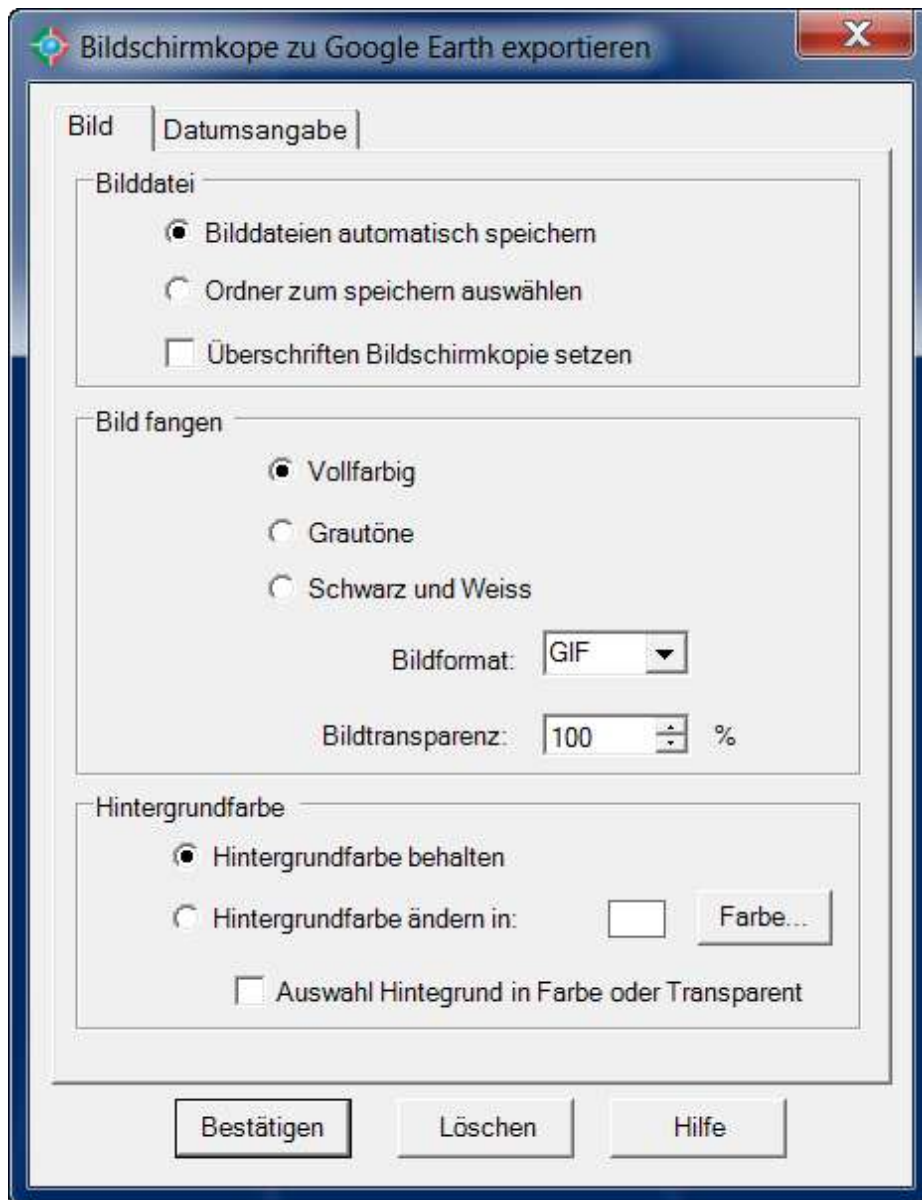 Bildschirmkope zu Google Earth exportieren
Bild
Datumsangabe
Bilddatei
Bilddateien automatisch speichern
Ordner zum speichern auswählen
Überschriften Bildschirmkopie setzen
Bild fangen
Vollfarbig
Grautöne
Schwarz und Weiss
Bildformat: GIF
Bildtransparenz: 100 %
Hintergrundfarbe
Hintergrundfarbe behalten
Hintergrundfarbe ändern in: Farbe...
Auswahl Hintegrund in Farbe oder Transparent
Bestätigen Löschen Hilfe